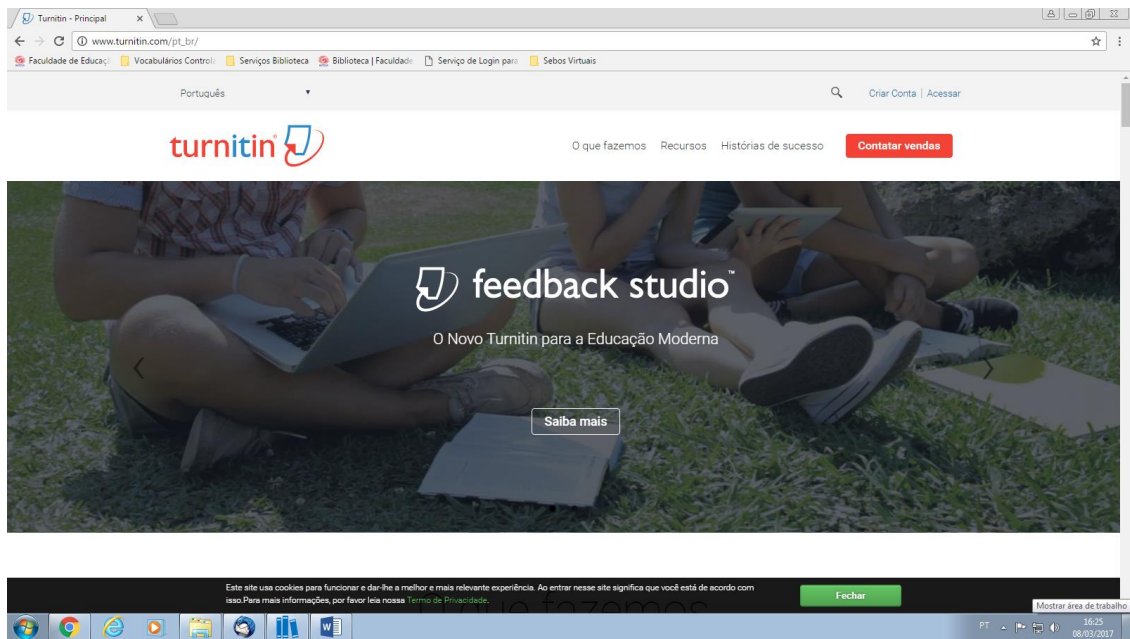 Turnitin - Principal
www.turnitin.com/pt_br/
Faculdade de Educaçã
Vocabulários Controla
Serviços Biblioteca
Biblioteca | Faculdade
Serviço de Login para
Sebos Virtuais
Português
Criar Conta | Acessar
turnitin
O que fazemos
Recursos
Histórias de sucesso
Contatar vendas
feedback studio™
O Novo Turnitin para a Educação Moderna
Saiba mais
Este site usa cookies para funcionar e dar-lhe a melhor e mais relevante experiência. Ao entrar nesse site significa que você está de acordo com
isso.Para mais informações, por favor leia nossa Termo de Privacidade.
Fechar
Mostrar área de trabalho
PT
16:25
08/03/2017